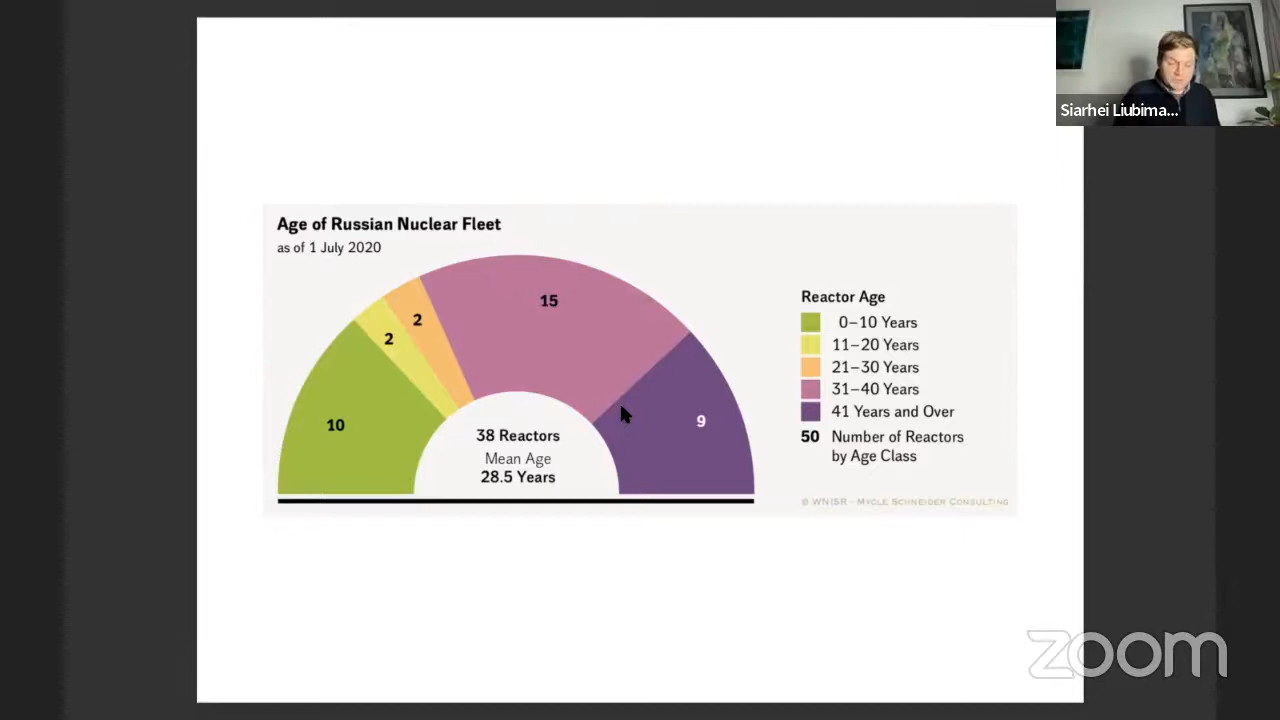 Siarhei Liubima...
Age of Russian Nuclear Fleet
as of 1 July 2020
10
2
2
15
9
38 Reactors
Mean Age
28.5 Years
Reactor Age
0–10 Years
11–20 Years
21–30 Years
31–40 Years
41 Years and Over
50 Number of Reactors
by Age Class
© WNISR - Mycle Schneider Consulting
zoom